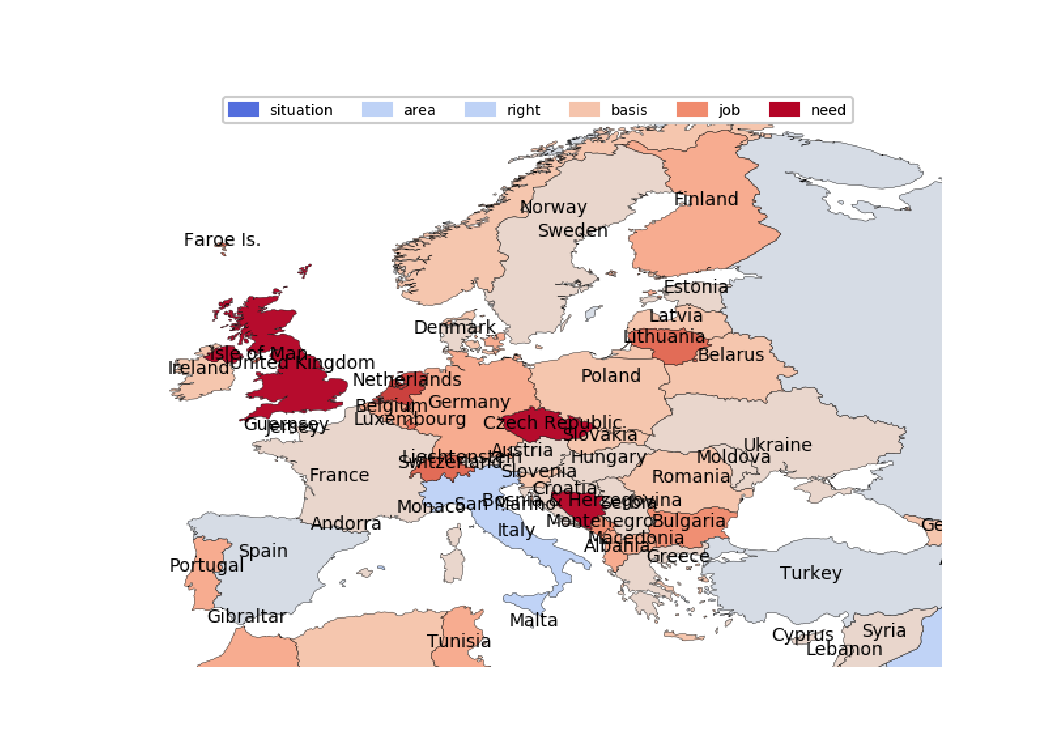 situation area right basis job need
Norway
Finland
Sweden
Faroe Is.
Estonia
Latvia
Denmark
Lithuania
Isle of Man
Belarus
United Kingdom
Ireland
Poland
Netherlands
Germany
Belgium
Luxembourg
Czech Republic
Guernsey
Jersey
Slovakia
Ukraine
Austria
Liechtenstein
Hungary
Moldova
Switzerland
Slovenia
France
Romania
Croatia
Bosnia & Herzegovina
Serbia
Monaco
San Marino
Andorra
Montenegro
Bulgaria
Italy
Macedonia
Albania
Spain
Greece
Portugal
Turkey
Gibraltar
Malta
Cyprus
Syria
Tunisia
Lebanon